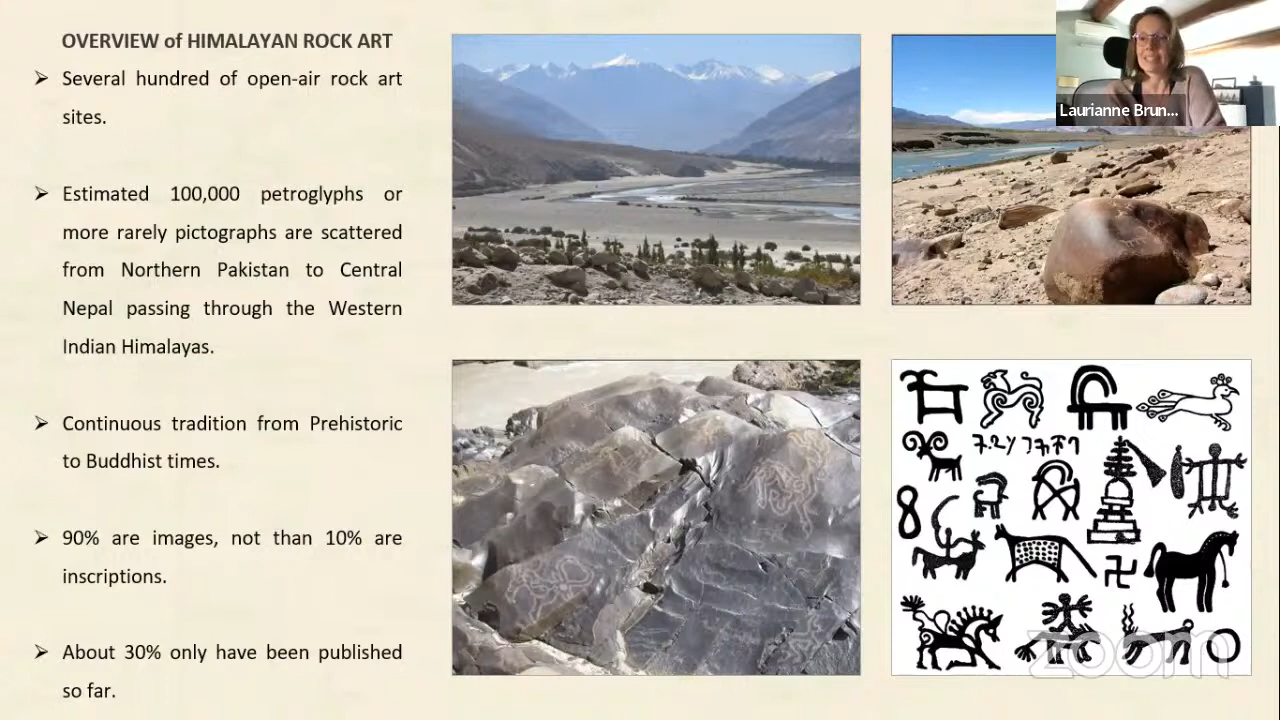 OVERVIEW of HIMALAYAN ROCK ART
➢ Several hundred of open-air rock art
sites.
➢ Estimated 100,000 petroglyphs or
more rarely pictographs are scattered
from Northern Pakistan to Central
Nepal passing through the Western
Indian Himalayas.
➢ Continuous tradition from Prehistoric
to Buddhist times.
➢ 90% are images, not than 10% are
inscriptions.
➢ About 30% only have been published
so far.
Laurianne Brun...
zoom